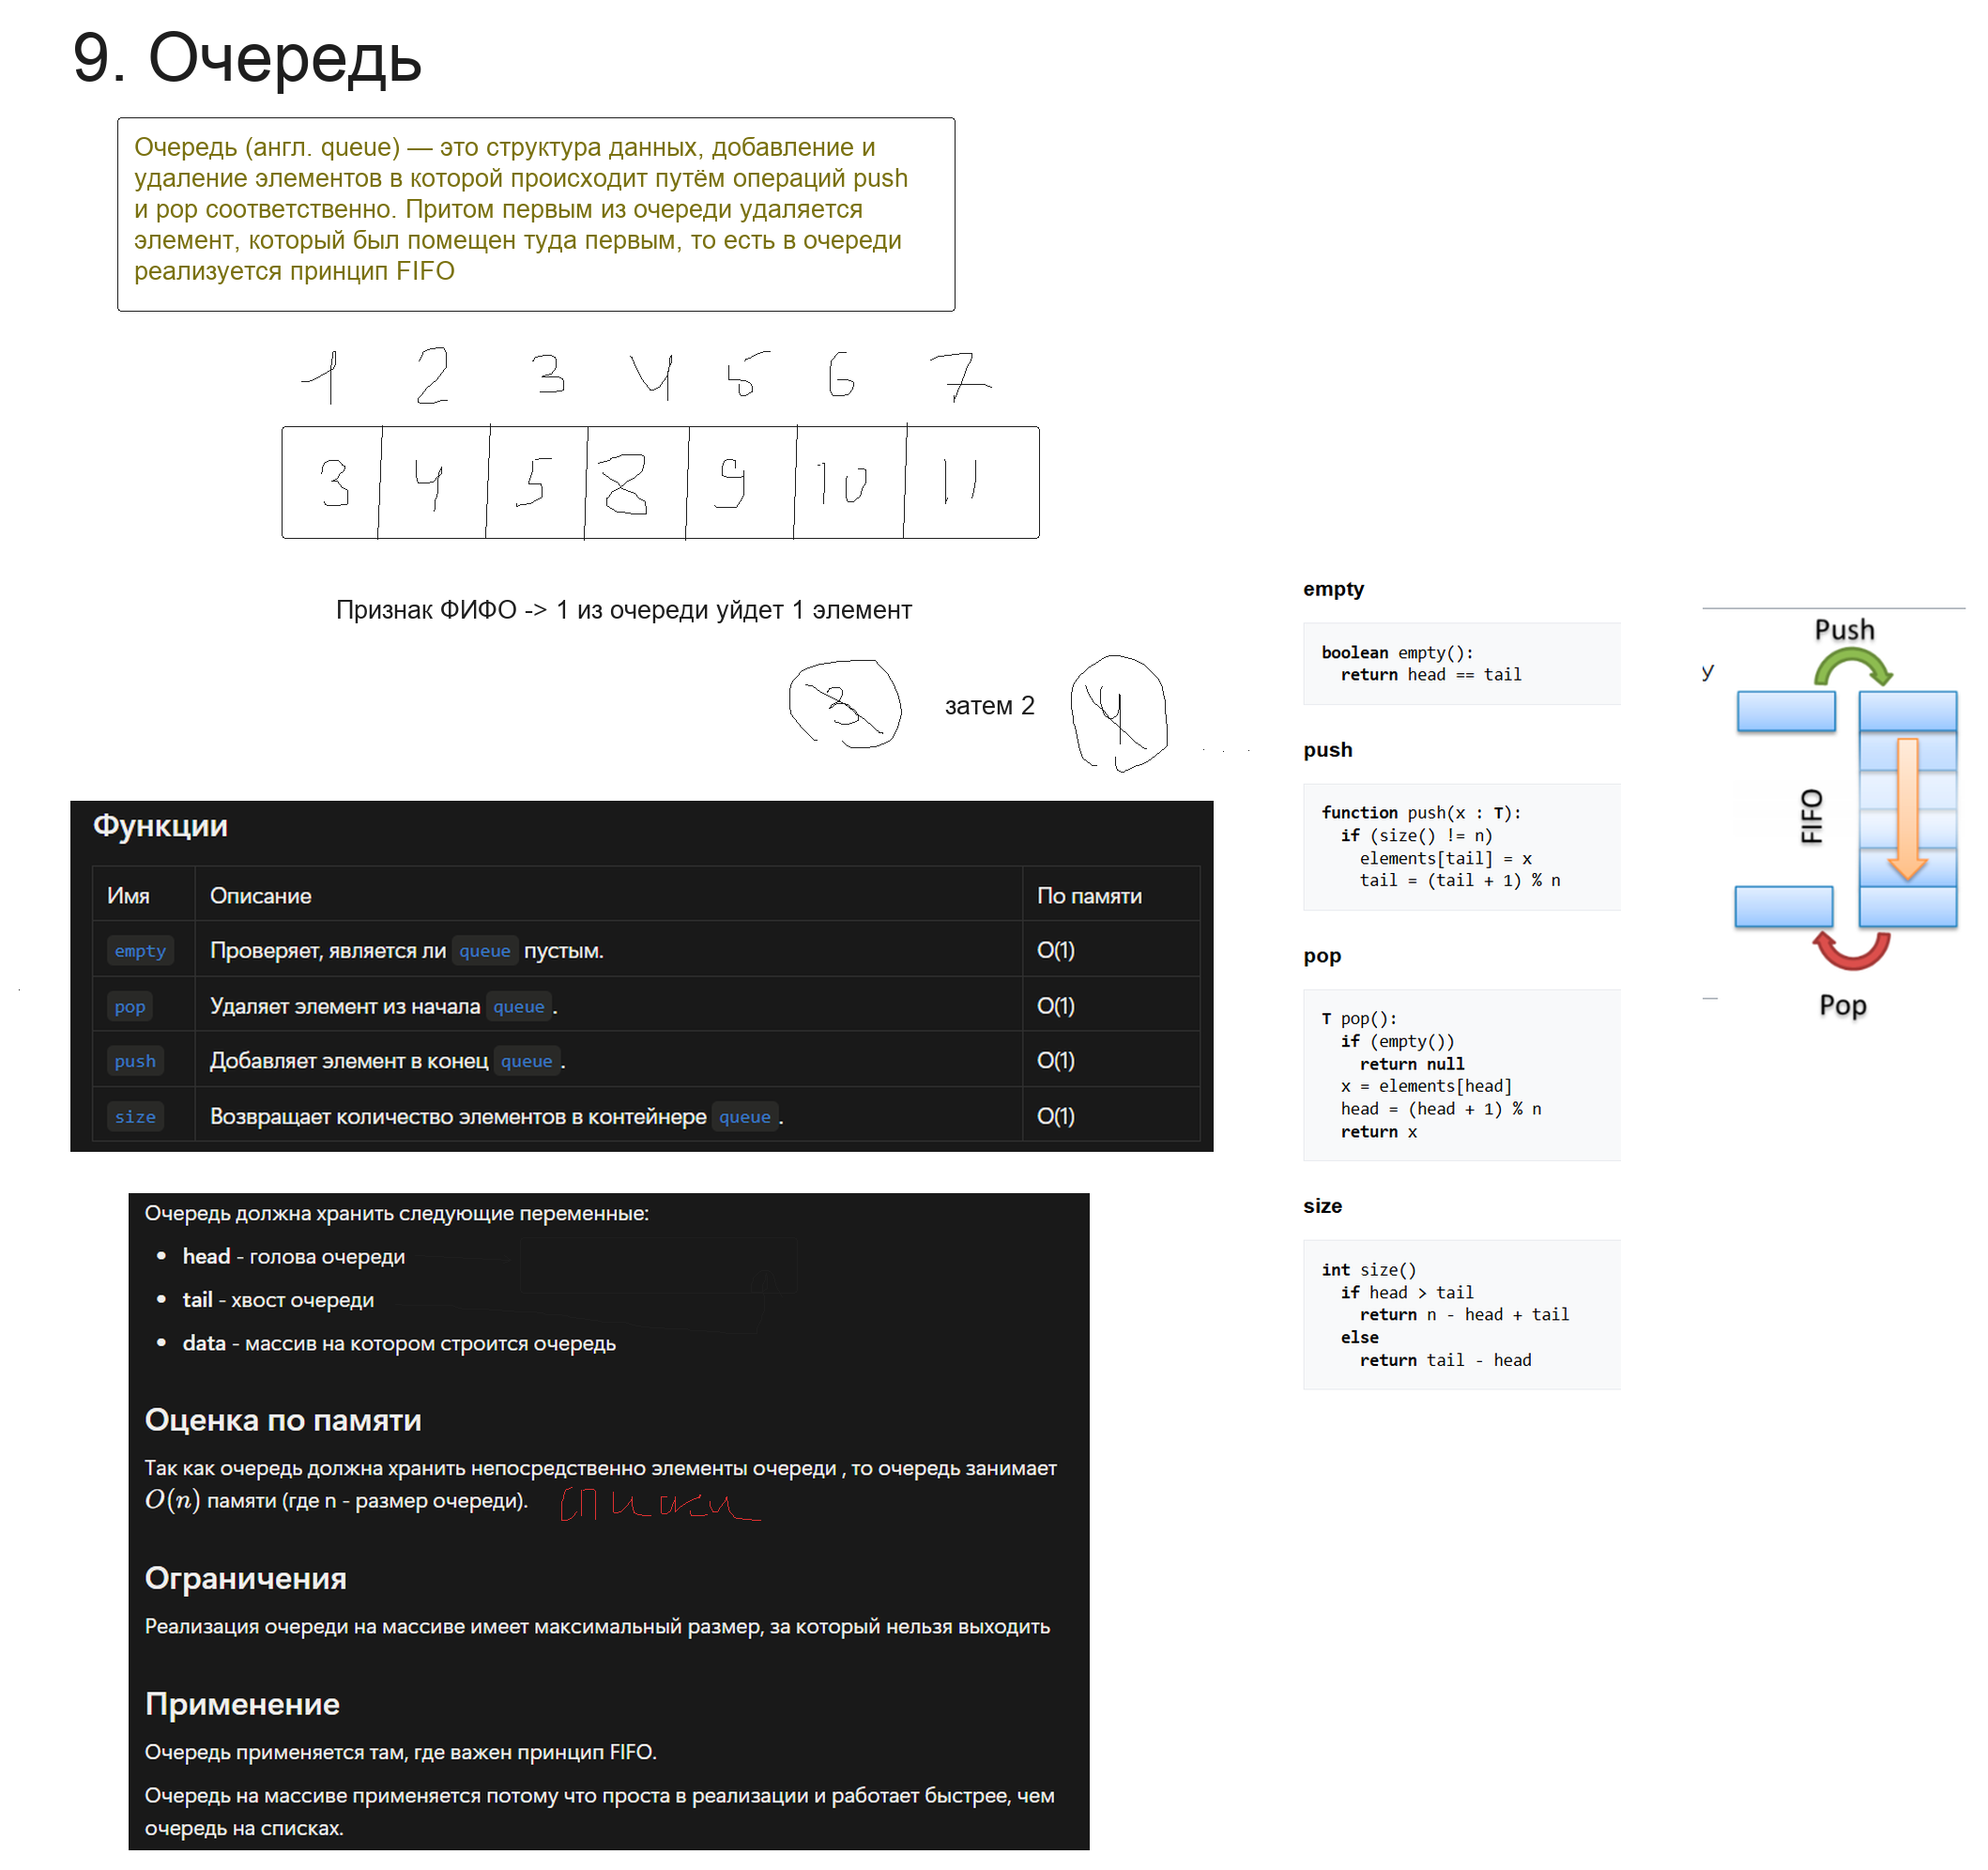 9. Очередь
Очередь (англ. queue) — это структура данных, добавление и
удаление элементов в которой происходит путём операций push
и pop соответственно. Притом первым из очереди удаляется
элемент, который был помещен туда первым, то есть в очереди
реализуется принцип FIFO
1 2 3 4 5 6 7
3 4 5 8 9 10 11
Признак ФИФО -> 1 из очереди уйдет 1 элемент
3 затем 2 4 . . .
Функции
Имя Описание По памяти
empty Проверяет, является ли queue пустым. O(1)
pop Удаляет элемент из начала queue. O(1)
push Добавляет элемент в конец queue. O(1)
size Возвращает количество элементов в контейнере queue. O(1)
Очередь должна хранить следующие переменные:
• head - голова очереди
• tail - хвост очереди
• data - массив на котором строится очередь
Оценка по памяти
Так как очередь должна хранить непосредственно элементы очереди , то очередь занимает
O(n) памяти (где n - размер очереди). списки
Ограничения
Реализация очереди на массиве имеет максимальный размер, за который нельзя выходить
Применение
Очередь применяется там, где важен принцип FIFO.
Очередь на массиве применяется потому что проста в реализации и работает быстрее, чем
очередь на списках.
empty
boolean empty():
return head == tail
push
function push(x : T):
if (size() != n)
elements[tail] = x
tail = (tail + 1) % n
pop
T pop():
if (empty())
return null
x = elements[head]
head = (head + 1) % n
return x
size
int size()
if head > tail
return n - head + tail
else
return tail - head
Push
у
FIFO
Pop